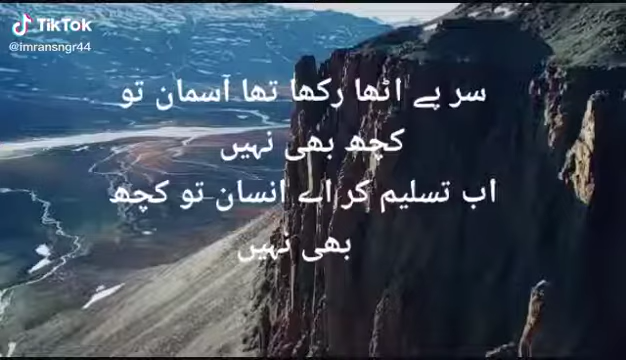 TikTok
@imransngr44
سر پے اٹھا رکھا تھا آسمان تو
کچھ بھی نہیں
اب تسلیم کر اے انسان تو کچھ
بھی نہیں